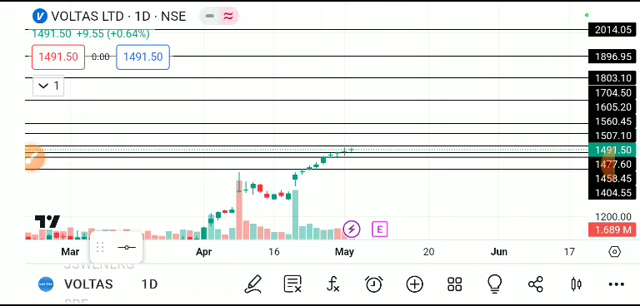 VOLTAS LTD · 1D · NSE
1491.50 +9.55 (+0.64%)
1491.50 0.00 1491.50
1
2014.05
1896.95
1803.10
1704.50
1605.20
1560.45
1507.10
1491.50
1477.60
1458.45
1404.55
1200.00
1.689 M
E
Mar Apr 16 May 20 Jun 17
VOLTAS 1D